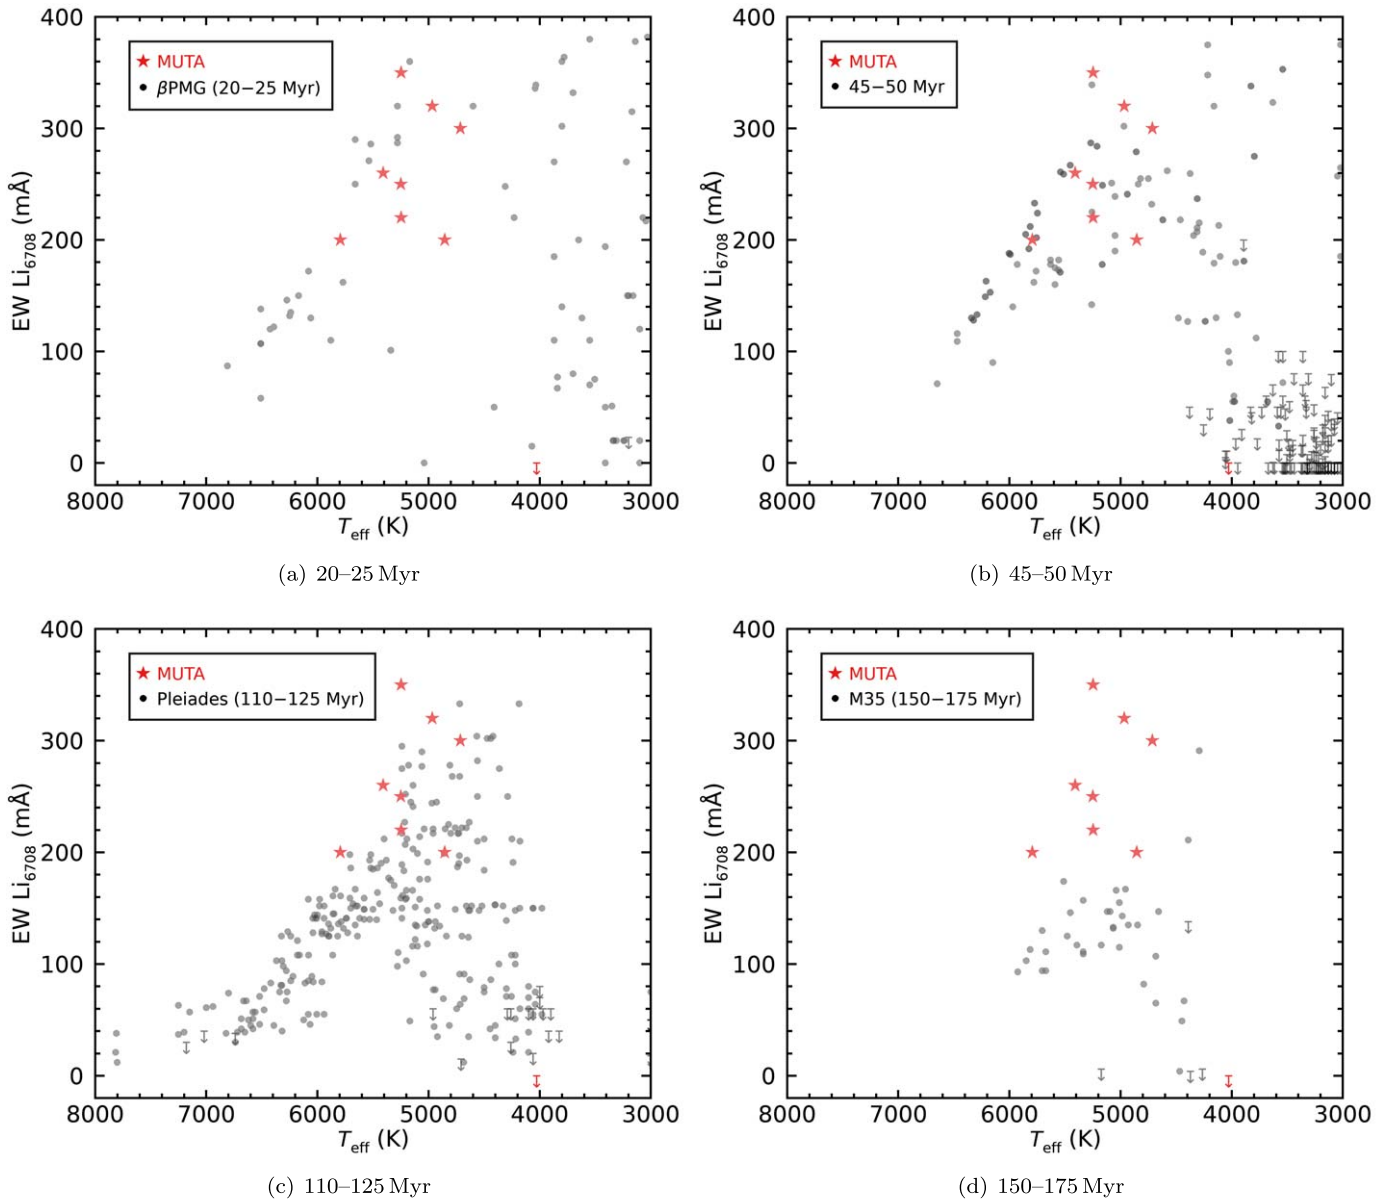 400
300
200
100
0
EW Li6708 (mÅ)
★ MUTA
● βPMG (20−25 Myr)
8000 7000 6000 5000 4000 3000
Teff (K)
(a) 20–25 Myr
400
300
200
100
0
EW Li6708 (mÅ)
★ MUTA
● 45−50 Myr
8000 7000 6000 5000 4000 3000
Teff (K)
(b) 45–50 Myr
400
300
200
100
0
EW Li6708 (mÅ)
★ MUTA
● Pleiades (110−125 Myr)
8000 7000 6000 5000 4000 3000
Teff (K)
(c) 110–125 Myr
400
300
200
100
0
EW Li6708 (mÅ)
★ MUTA
● M35 (150−175 Myr)
8000 7000 6000 5000 4000 3000
Teff (K)
(d) 150–175 Myr